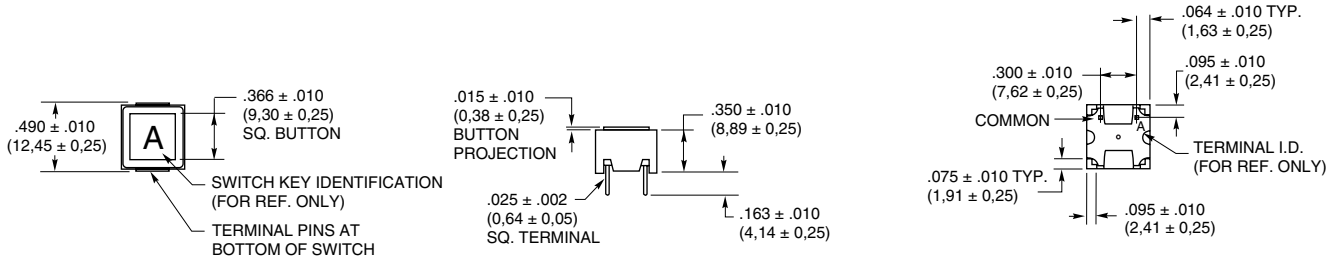 .490 ± .010
(12,45 ± 0,25)
A
.366 ± .010
(9,30 ± 0,25)
SQ. BUTTON
SWITCH KEY IDENTIFICATION
(FOR REF. ONLY)
TERMINAL PINS AT
BOTTOM OF SWITCH
.015 ± .010
(0,38 ± 0,25)
BUTTON
PROJECTION
.350 ± .010
(8,89 ± 0,25)
.025 ± .002
(0,64 ± 0,05)
SQ. TERMINAL
.163 ± .010
(4,14 ± 0,25)
.064 ± .010 TYP.
(1,63 ± 0,25)
.300 ± .010
(7,62 ± 0,25)
.095 ± .010
(2,41 ± 0,25)
COMMON
A
TERMINAL I.D.
(FOR REF. ONLY)
.075 ± .010 TYP.
(1,91 ± 0,25)
.095 ± .010
(2,41 ± 0,25)